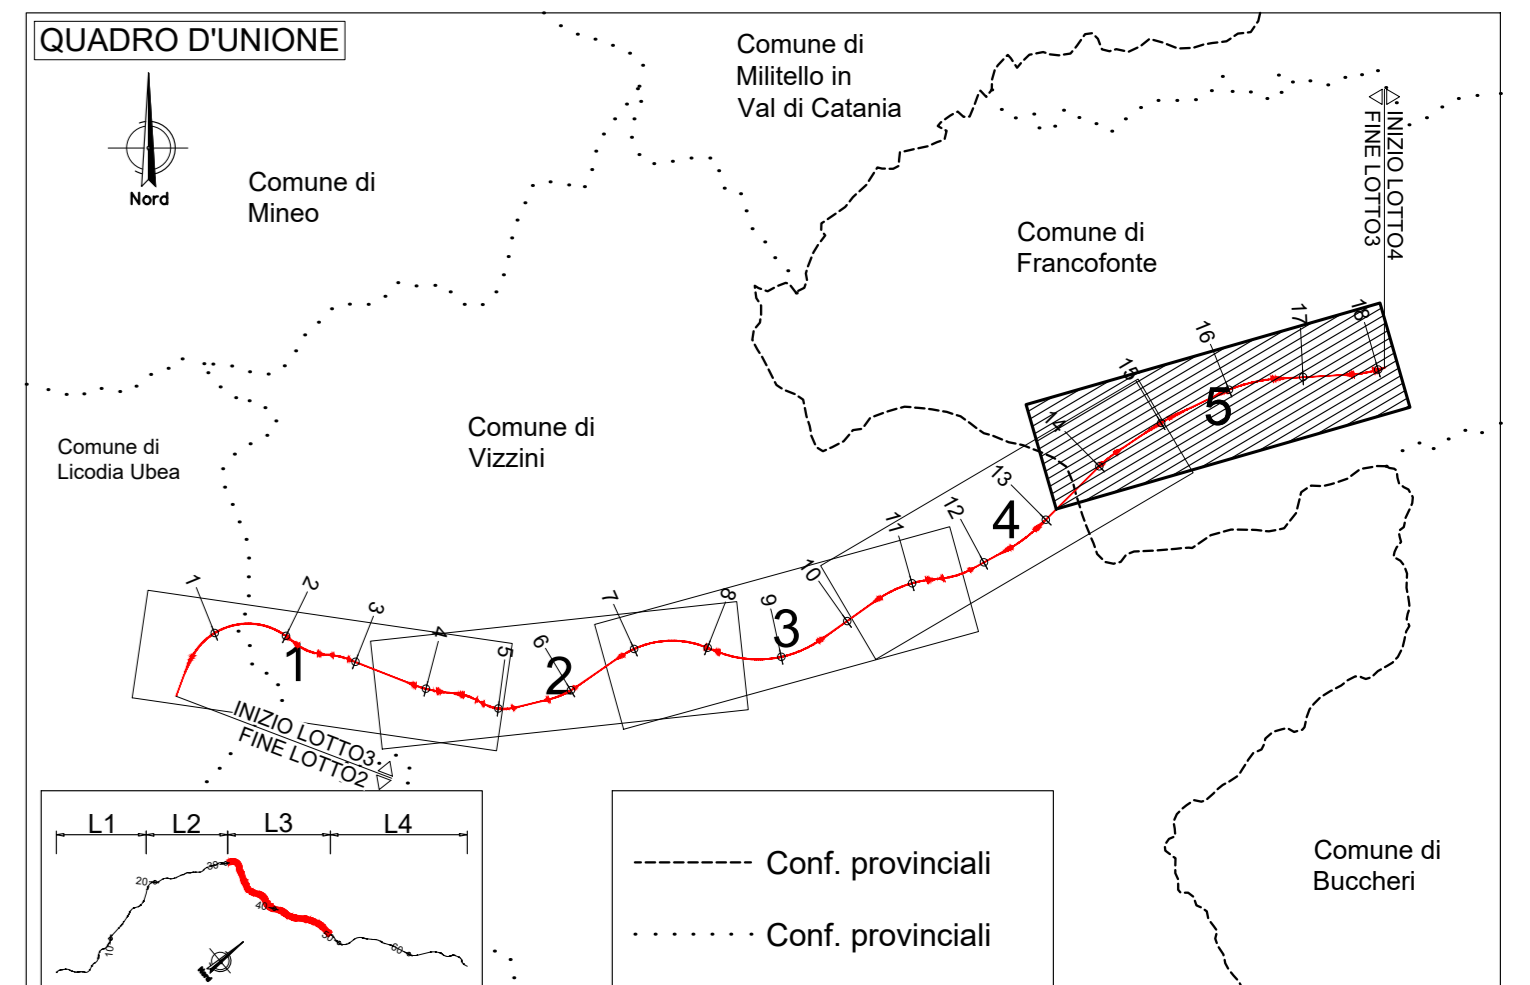 QUADRO D'UNIONE
Nord
Comune di
Mineo
Comune di
Militello in
Val di Catania
Comune di
Francofonte
INIZIO LOTTO4
FINE LOTTO3
Comune di
Licodia Ubea
Comune di
Vizzini
1
2
3
4
5
6
7
8
9
10
11
12
13
14
15
16
17
18
1
2
3
4
5
INIZIO LOTTO3
FINE LOTTO2
L1
L2
L3
L4
10
20
30
40
50
60
Nord
Conf. provinciali
Conf. provinciali
Comune di
Buccheri